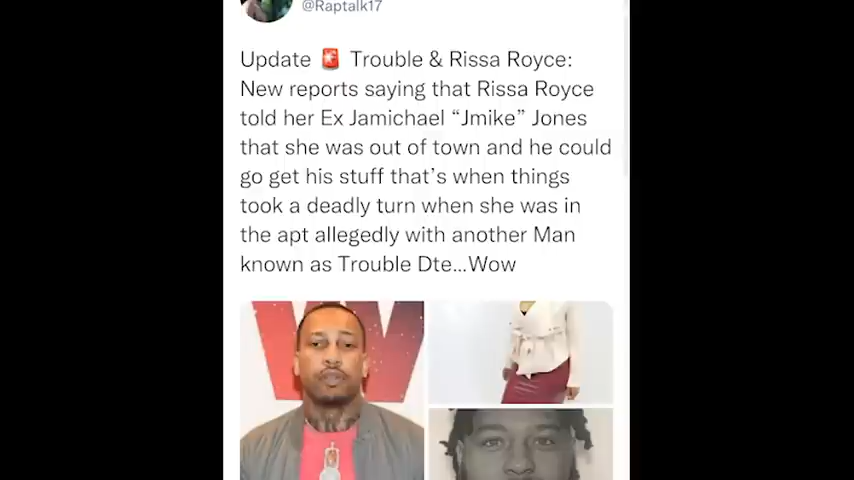 @Raptalk17
Update 🚨 Trouble & Rissa Royce:
New reports saying that Rissa Royce
told her Ex Jamichael “Jmike” Jones
that she was out of town and he could
go get his stuff that’s when things
took a deadly turn when she was in
the apt allegedly with another Man
known as Trouble Dte...Wow